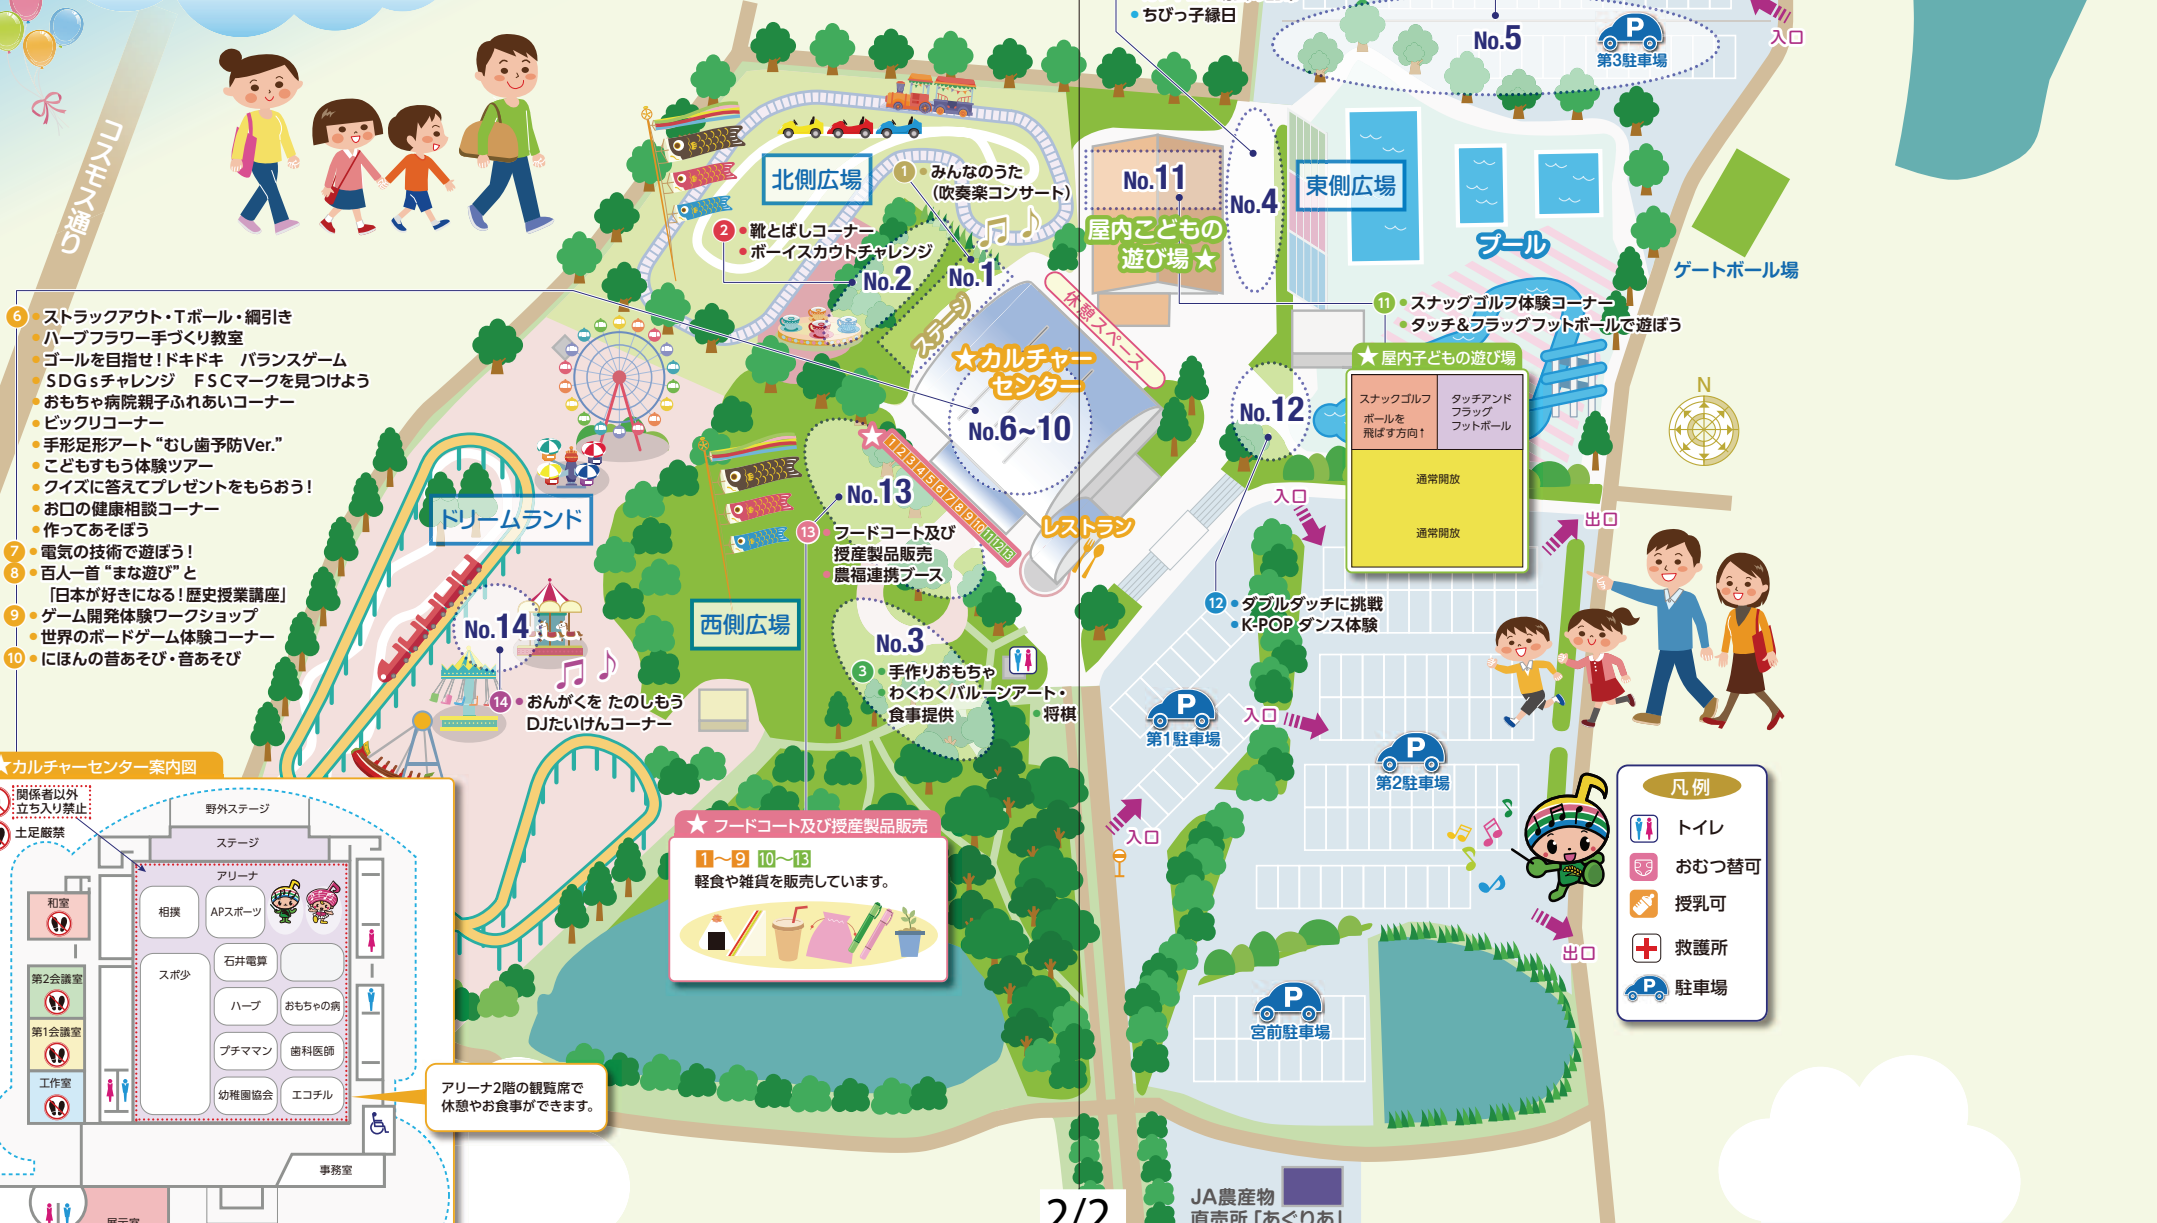 ちびっ子縁日
No.5
P
第3駐車場
入口
コスモス通り
北側広場
1 みんなのうた
（吹奏楽コンサート）
2 靴とばしコーナー
ボーイスカウトチャレンジ
No.2
No.1
ステージ
No.11
屋内こどもの
遊び場★
No.4
東側広場
プール
ゲートボール場
休憩スペース
11 スナッグゴルフ体験コーナー
タッチ&フラッグフットボールで遊ぼう
★屋内子どもの遊び場
スナックゴルフ
ボールを
飛ばす方向↑
タッチアンド
フラッグ
フットボール
通常開放
通常開放
N
6 ストラックアウト・Tボール・綱引き
ハーブフラワー手づくり教室
ゴールを目指せ！ドキドキ　バランスゲーム
SDGsチャレンジ　FSCマークを見つけよう
おもちゃ病院親子ふれあいコーナー
ビックリコーナー
手形足形アート“むし歯予防Ver.”
こどもすもう体験ツアー
クイズに答えてプレゼントをもらおう！
お口の健康相談コーナー
作ってあそぼう
7 電気の技術で遊ぼう！
8 百人一首“まな遊び”と
「日本が好きになる！歴史授業講座」
9 ゲーム開発体験ワークショップ
世界のボードゲーム体験コーナー
10 にほんの昔あそび・音あそび
★カルチャー
センター
No.6~10
No.12
1 2 3 4 5 6 7 8 9 10 11 12 13
ドリームランド
No.13
13 フードコート及び
授産製品販売
農福連携ブース
レストラン
入口
出口
12 ダブルダッチに挑戦
K-POP ダンス体験
西側広場
No.14
No.3
3 手作りおもちゃ
わくわくバルーンアート・
食事提供
将棋
14 おんがくを たのしもう
DJたいけんコーナー
P
第1駐車場
入口
P
第2駐車場
入口
★カルチャーセンター案内図
関係者以外
立ち入り禁止
土足厳禁
野外ステージ
ステージ
アリーナ
和室
相撲
APスポーツ
スポ少
石井電算
第2会議室
ハーブ
おもちゃの病
第1会議室
プチママン
歯科医師
工作室
幼稚園協会
エコチル
事務室
展示室
★フードコート及び授産製品販売
1～9 10～13
軽食や雑貨を販売しています。
アリーナ2階の観覧席で
休憩やお食事ができます。
凡例
トイレ
おむつ替可
授乳可
救護所
P 駐車場
出口
P
宮前駐車場
2/2
JA農産物
直売所「あぐりあ」